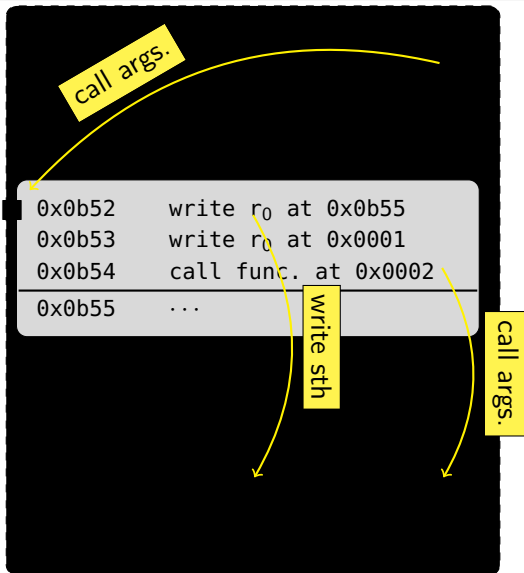 call args.
0x0b52 write r₀ at 0x0b55
0x0b53 write r₀ at 0x0001
0x0b54 call func. at 0x0002
0x0b55 ...
write sth
call args.